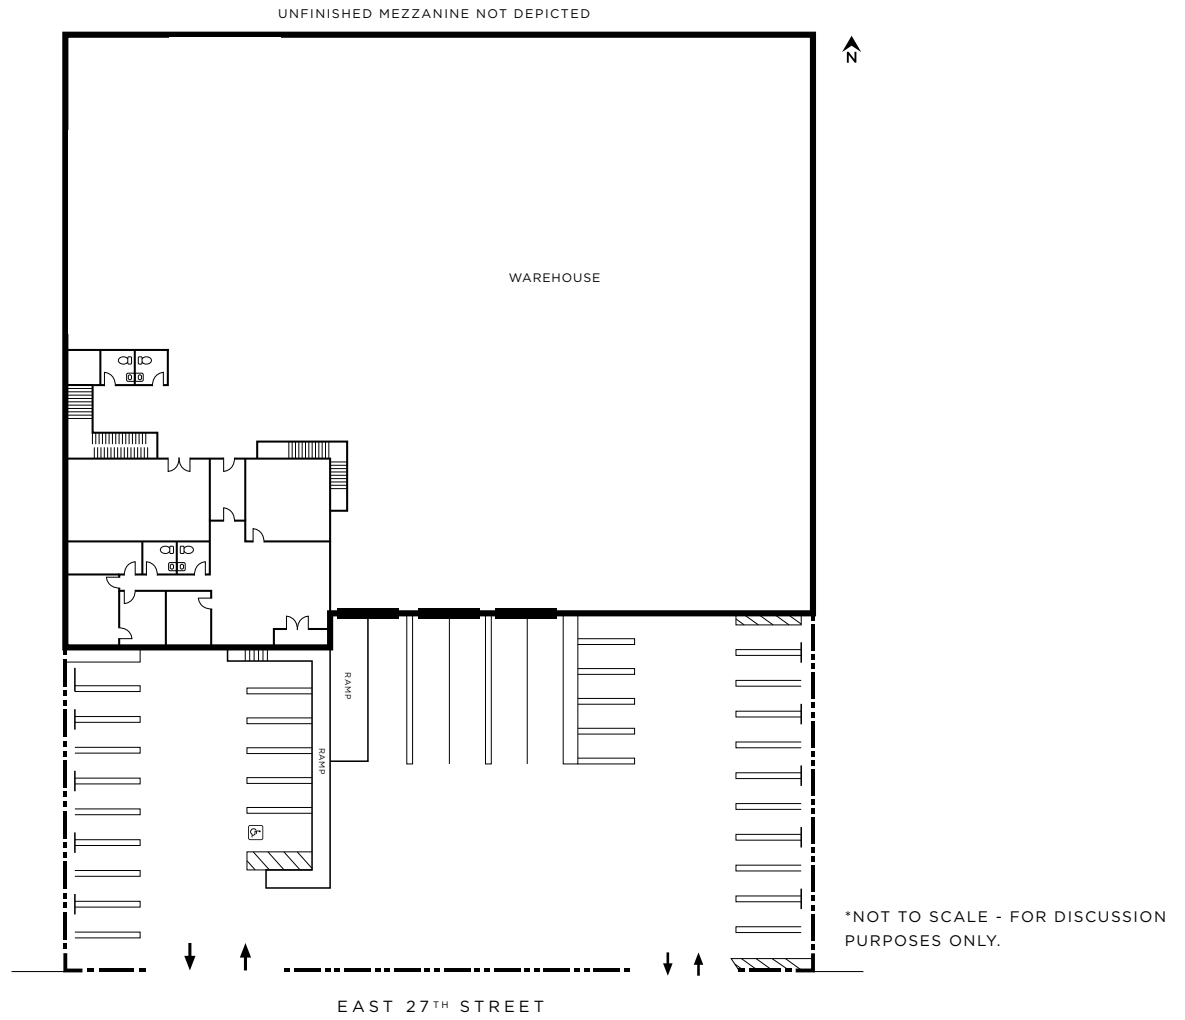 UNFINISHED MEZZANINE NOT DEPICTED
N
WAREHOUSE
RAMP
RAMP
*NOT TO SCALE - FOR DISCUSSION
PURPOSES ONLY.
EAST 27TH STREET